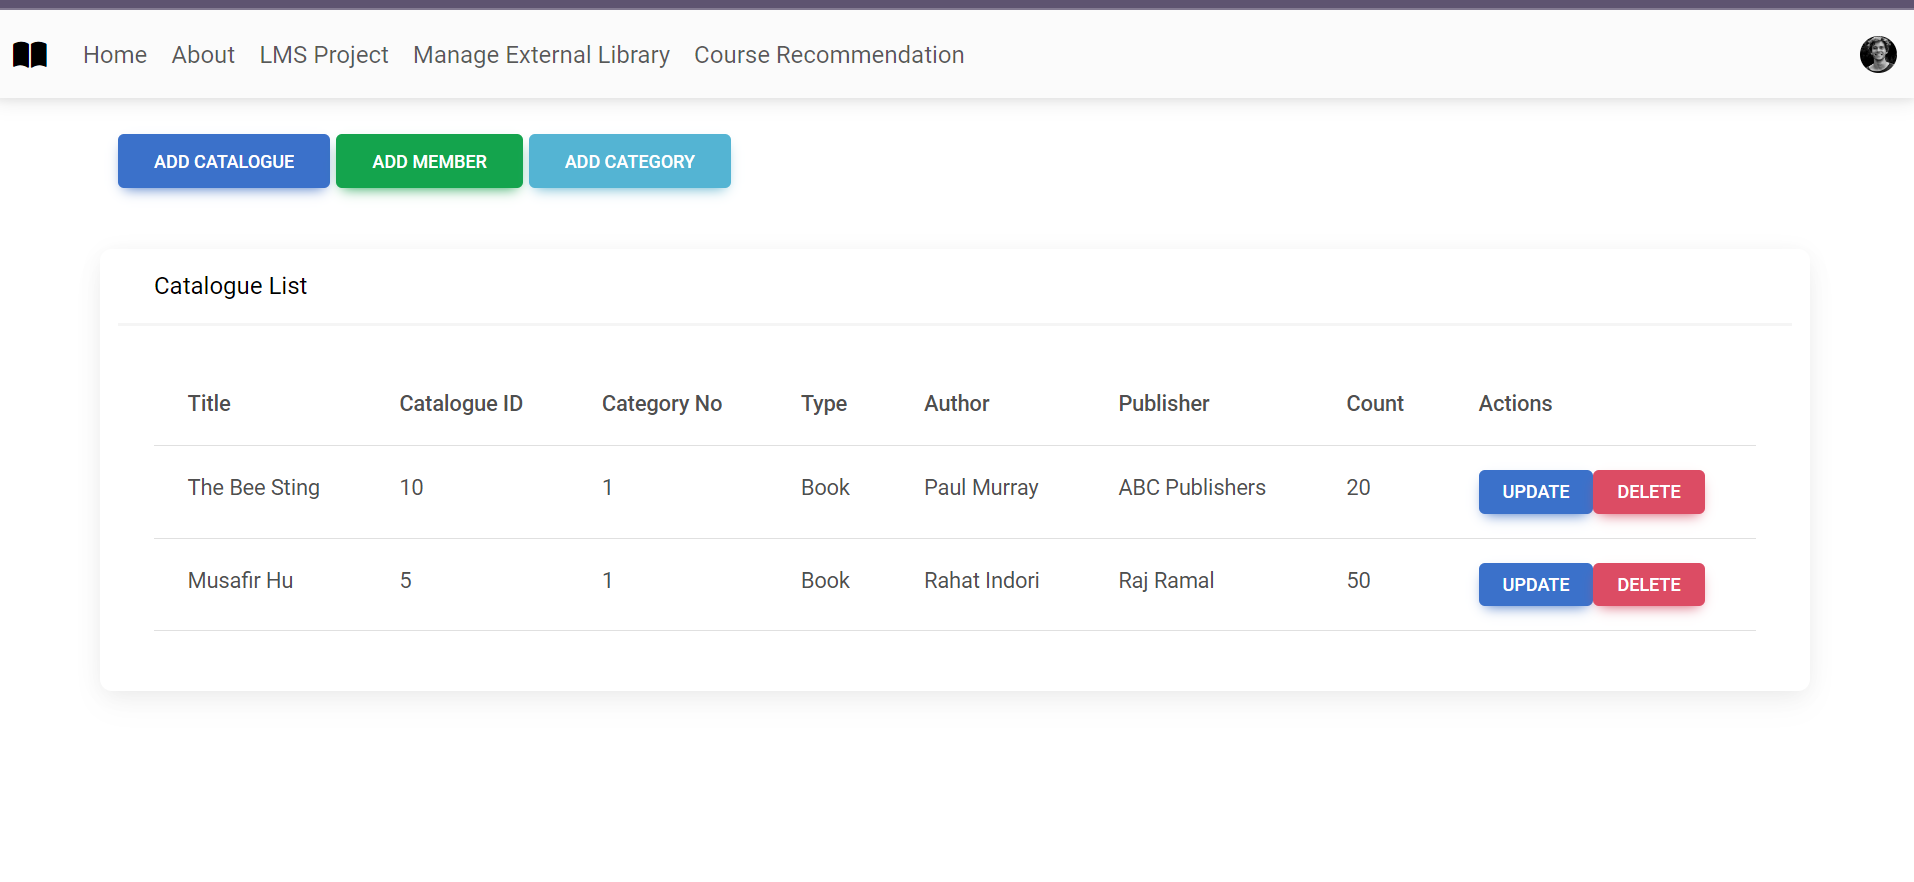 Home About LMS Project Manage External Library Course Recommendation
ADD CATALOGUE ADD MEMBER ADD CATEGORY
Catalogue List
Title Catalogue ID Category No Type Author Publisher Count Actions
The Bee Sting 10 1 Book Paul Murray ABC Publishers 20 UPDATE DELETE
Musafir Hu 5 1 Book Rahat Indori Raj Ramal 50 UPDATE DELETE